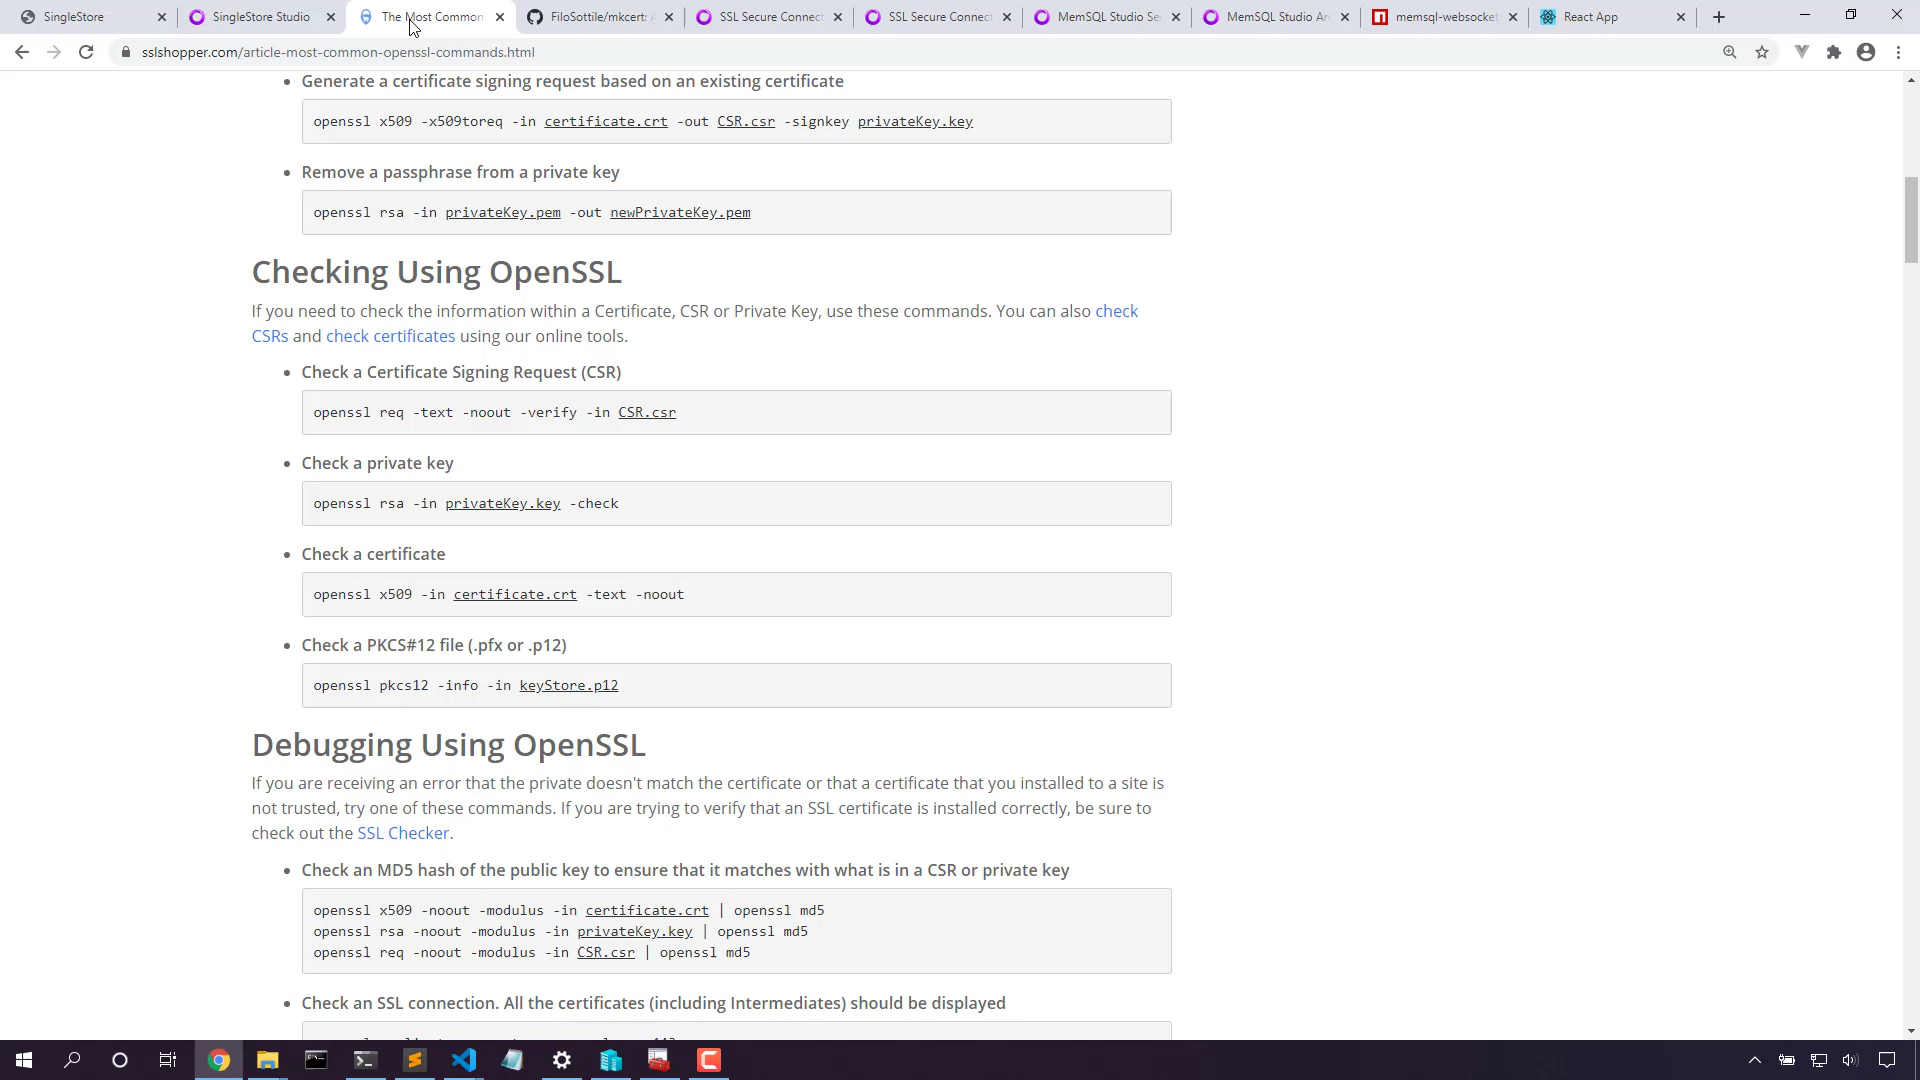 SingleStore
SingleStore Studio
The Most Common
FiloSottile/mkcert:
SSL Secure Connect
SSL Secure Connect
MemSQL Studio Se
MemSQL Studio Ar
memsql-websocket
React App
sslshopper.com/article-most-common-openssl-commands.html
• Generate a certificate signing request based on an existing certificate
openssl x509 -x509toreq -in certificate.crt -out CSR.csr -signkey privateKey.key
• Remove a passphrase from a private key
openssl rsa -in privateKey.pem -out newPrivateKey.pem
Checking Using OpenSSL
If you need to check the information within a Certificate, CSR or Private Key, use these commands. You can also check
CSRs and check certificates using our online tools.
• Check a Certificate Signing Request (CSR)
openssl req -text -noout -verify -in CSR.csr
• Check a private key
openssl rsa -in privateKey.key -check
• Check a certificate
openssl x509 -in certificate.crt -text -noout
• Check a PKCS#12 file (.pfx or .p12)
openssl pkcs12 -info -in keyStore.p12
Debugging Using OpenSSL
If you are receiving an error that the private doesn't match the certificate or that a certificate that you installed to a site is
not trusted, try one of these commands. If you are trying to verify that an SSL certificate is installed correctly, be sure to
check out the SSL Checker.
• Check an MD5 hash of the public key to ensure that it matches with what is in a CSR or private key
openssl x509 -noout -modulus -in certificate.crt | openssl md5
openssl rsa -noout -modulus -in privateKey.key | openssl md5
openssl req -noout -modulus -in CSR.csr | openssl md5
• Check an SSL connection. All the certificates (including Intermediates) should be displayed